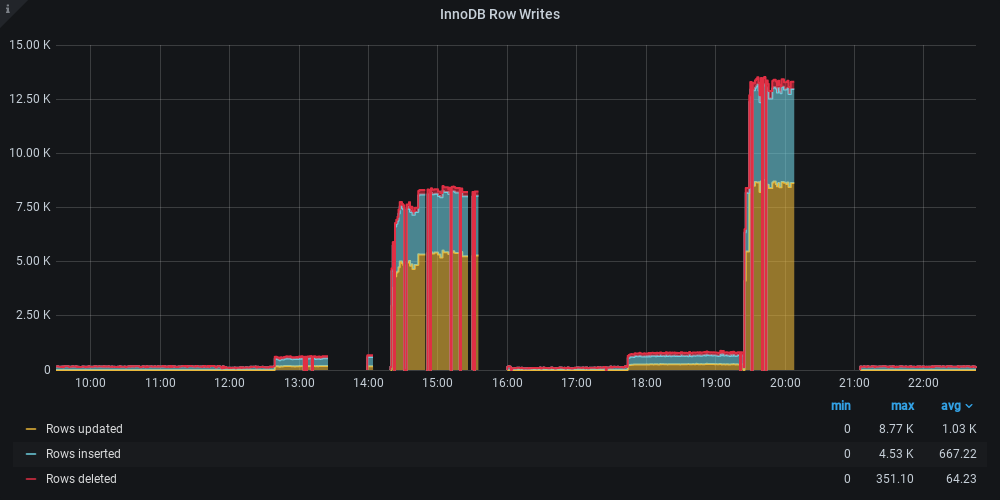 i
InnoDB Row Writes
15.00 K
12.50 K
10.00 K
7.50 K
5.00 K
2.50 K
0
10:00 11:00 12:00 13:00 14:00 15:00 16:00 17:00 18:00 19:00 20:00 21:00 22:00
min max avg
Rows updated 0 8.77 K 1.03 K
Rows inserted 0 4.53 K 667.22
Rows deleted 0 351.10 64.23